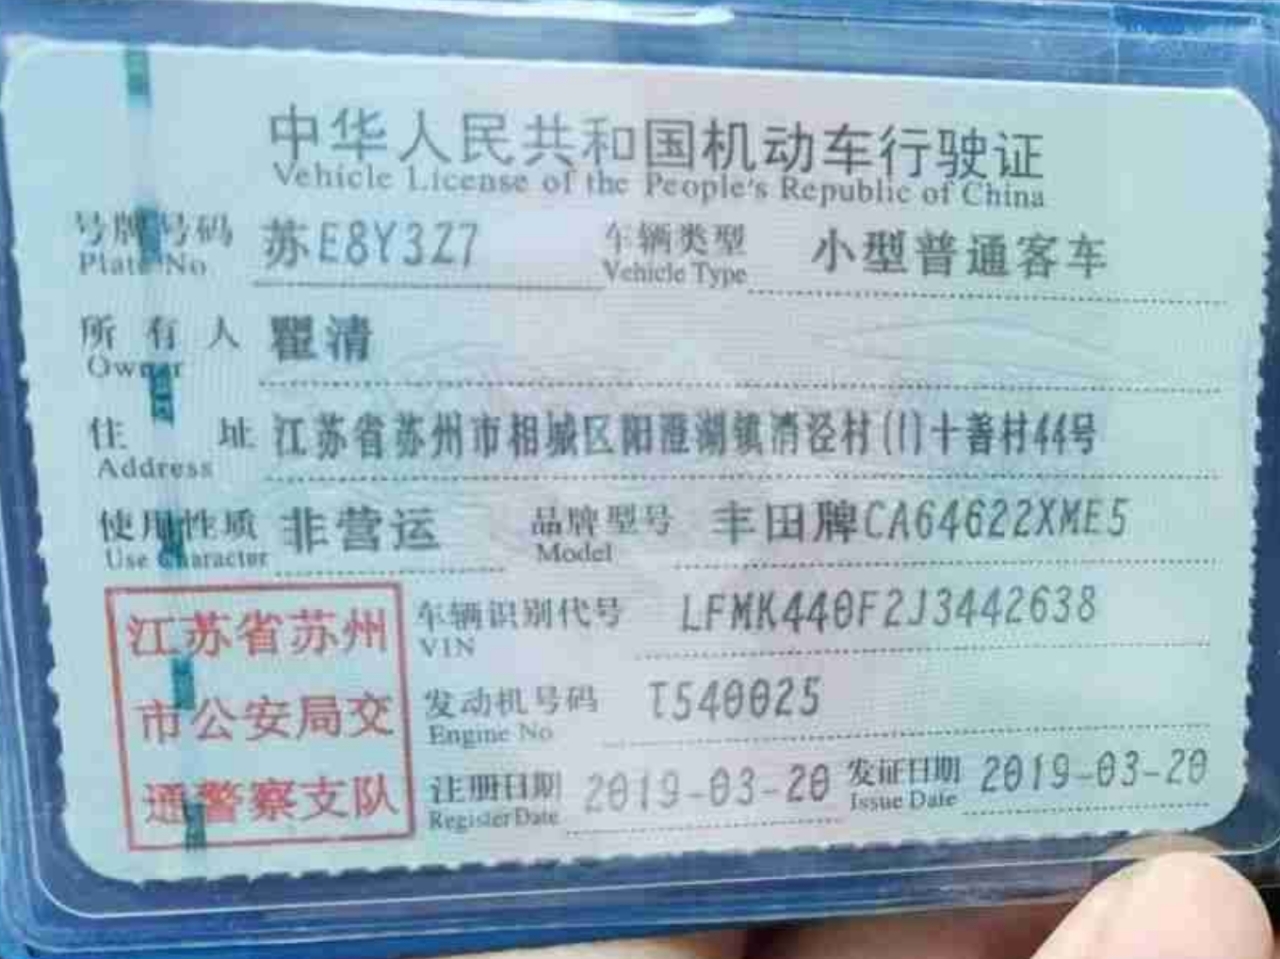 中华人民共和国机动车行驶证
Vehicle License of the People's Republic of China
号牌号码 苏E8Y3Z7 车辆类型 小型普通客车
Plate No Vehicle Type
所有人 瞿清
Owner
住址 江苏省苏州市相城区阳澄湖镇消泾村(1)十善村44号
Address
使用性质 非营运 品牌型号 丰田牌CA64622XME5
Use Character Model
车辆识别代号 LFMK440F2J3442638
VIN
发动机号码 T540025
Engine No
注册日期 2019-03-20 发证日期 2019-03-20
Register Date Issue Date
江苏省苏州
市公安局交
通警察支队